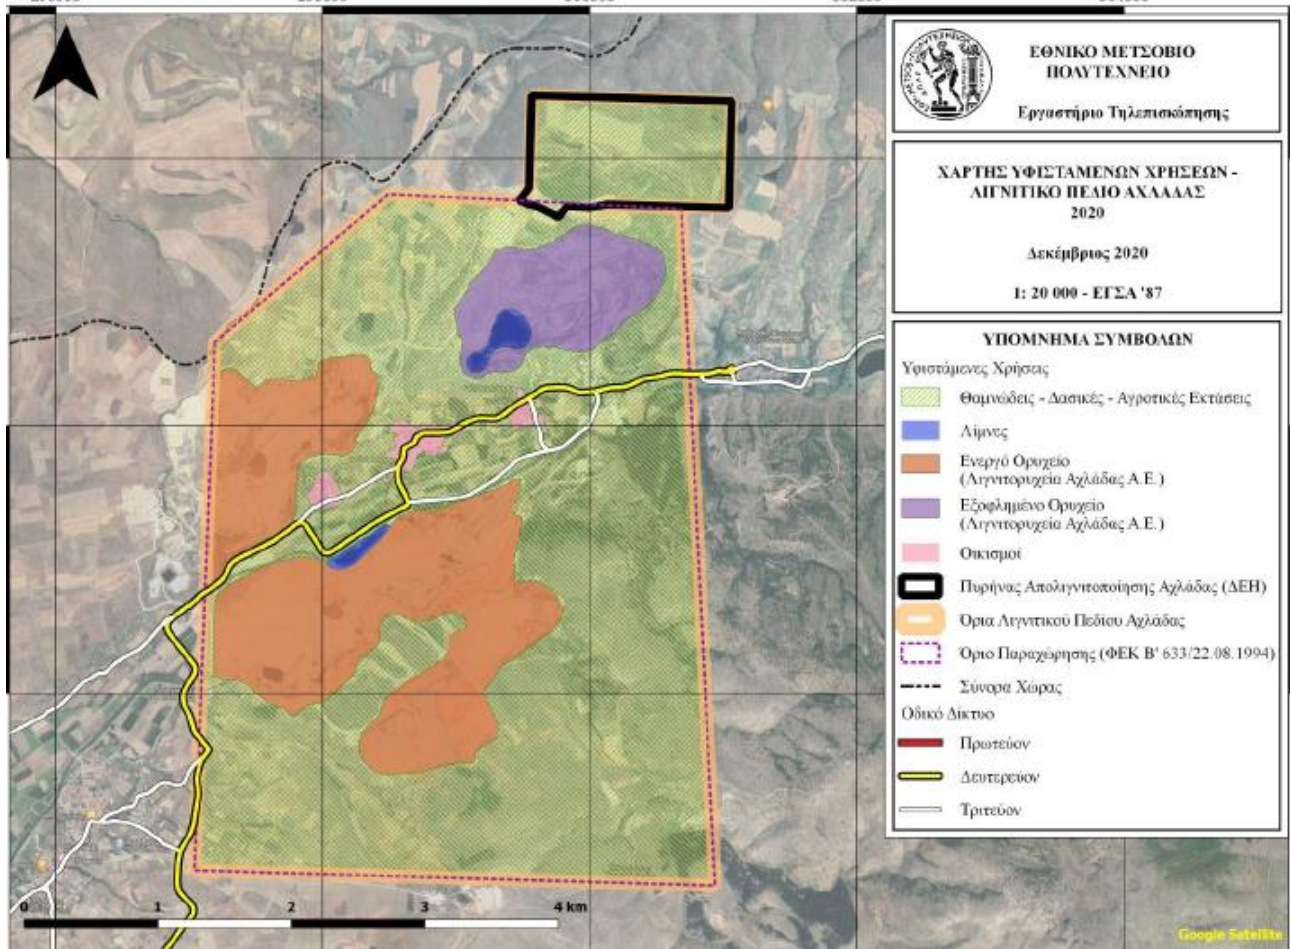 ΕΘΝΙΚΟ ΜΕΤΣΟΒΙΟ
ΠΟΛΥΤΕΧΝΕΙΟ
Εργαστήριο Τηλεπισκόπησης
ΧΑΡΤΗΣ ΥΦΙΣΤΑΜΕΝΩΝ ΧΡΗΣΕΩΝ -
ΛΙΓΝΙΤΙΚΟ ΠΕΔΙΟ ΑΧΛΑΔΑΣ
2020
Δεκέμβριος 2020
1: 20 000 - ΕΓΣΑ '87
ΥΠΟΜΝΗΜΑ ΣΥΜΒΟΛΩΝ
Υφιστάμενες Χρήσεις
Θαμνώδεις - Δασικές - Αγροτικές Εκτάσεις
Λίμνες
Ενεργό Ορυχείο
(Λιγνιτορυχεία Αχλάδας Α.Ε.)
Εξοφλημένο Ορυχείο
(Λιγνιτορυχεία Αχλάδας Α.Ε.)
Οικισμοί
Πυρήνας Απολιγνιτοποίησης Αχλάδας (ΔΕΗ)
Όρια Λιγνιτικού Πεδίου Αχλάδας
Όριο Παραχώρησης (ΦΕΚ Β' 633/22.08.1994)
Σύνορα Χώρας
Οδικό Δίκτυο
Πρωτεύον
Δευτερεύον
Τριτεύον
0 1 2 3 4 km
Google Satellite